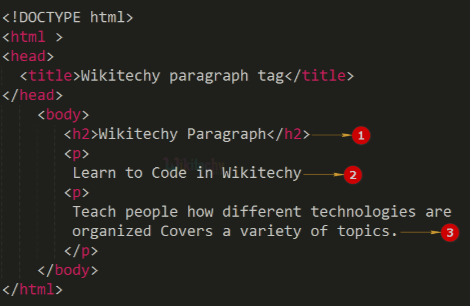 <!DOCTYPE html>
<html >
<head>
<title>Wikitechy paragraph tag</title>
</head>
<body>
<h2>Wikitechy Paragraph</h2> 1
<p>
Learn to Code in Wikitechy 2
<p>
Teach people how different technologies are
organized Covers a variety of topics. 3
</p>
</body>
</html>